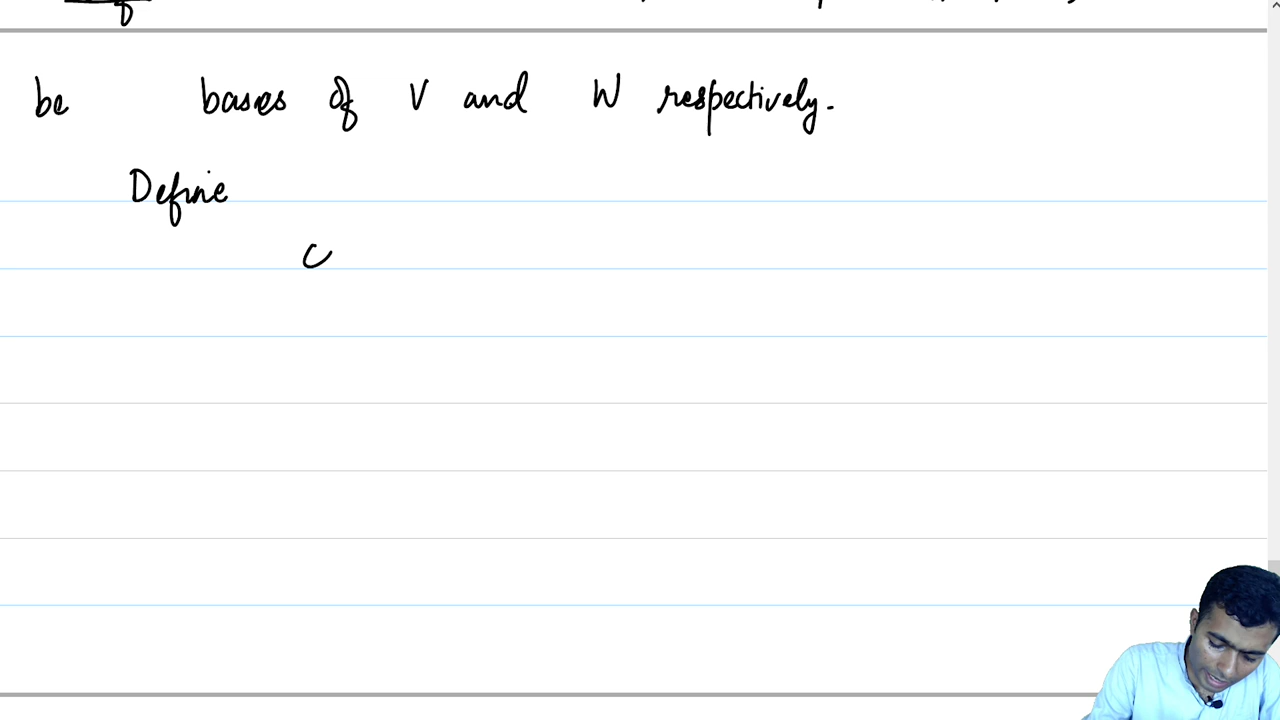 be bases of V and W respectively.
Define